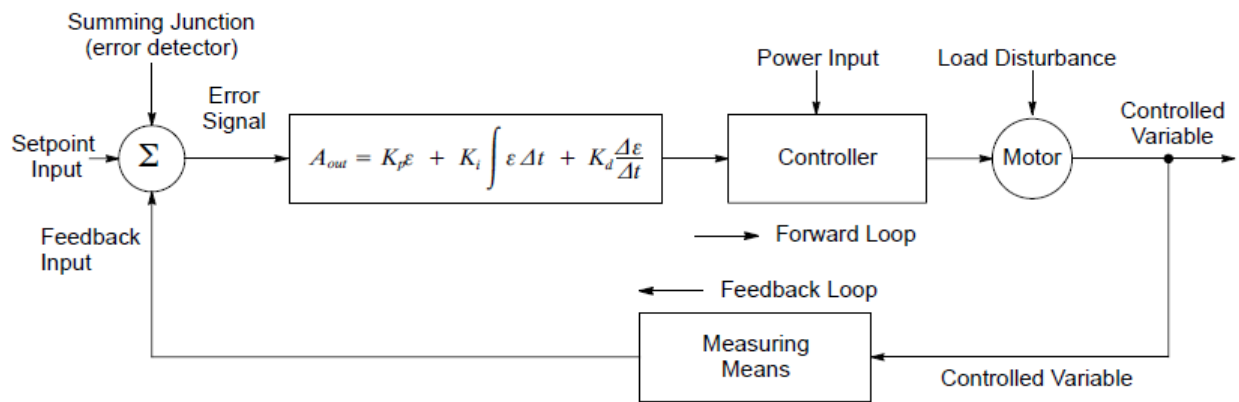 Summing Junction
(error detector)
Power Input
Load Disturbance
Error
Signal
Controlled
Variable
Setpoint
Input
Σ
A_out = K_pε + K_i ∫ ε Δt + K_d Δε/Δt
Controller
Motor
Feedback
Input
Forward Loop
Feedback Loop
Measuring
Means
Controlled Variable